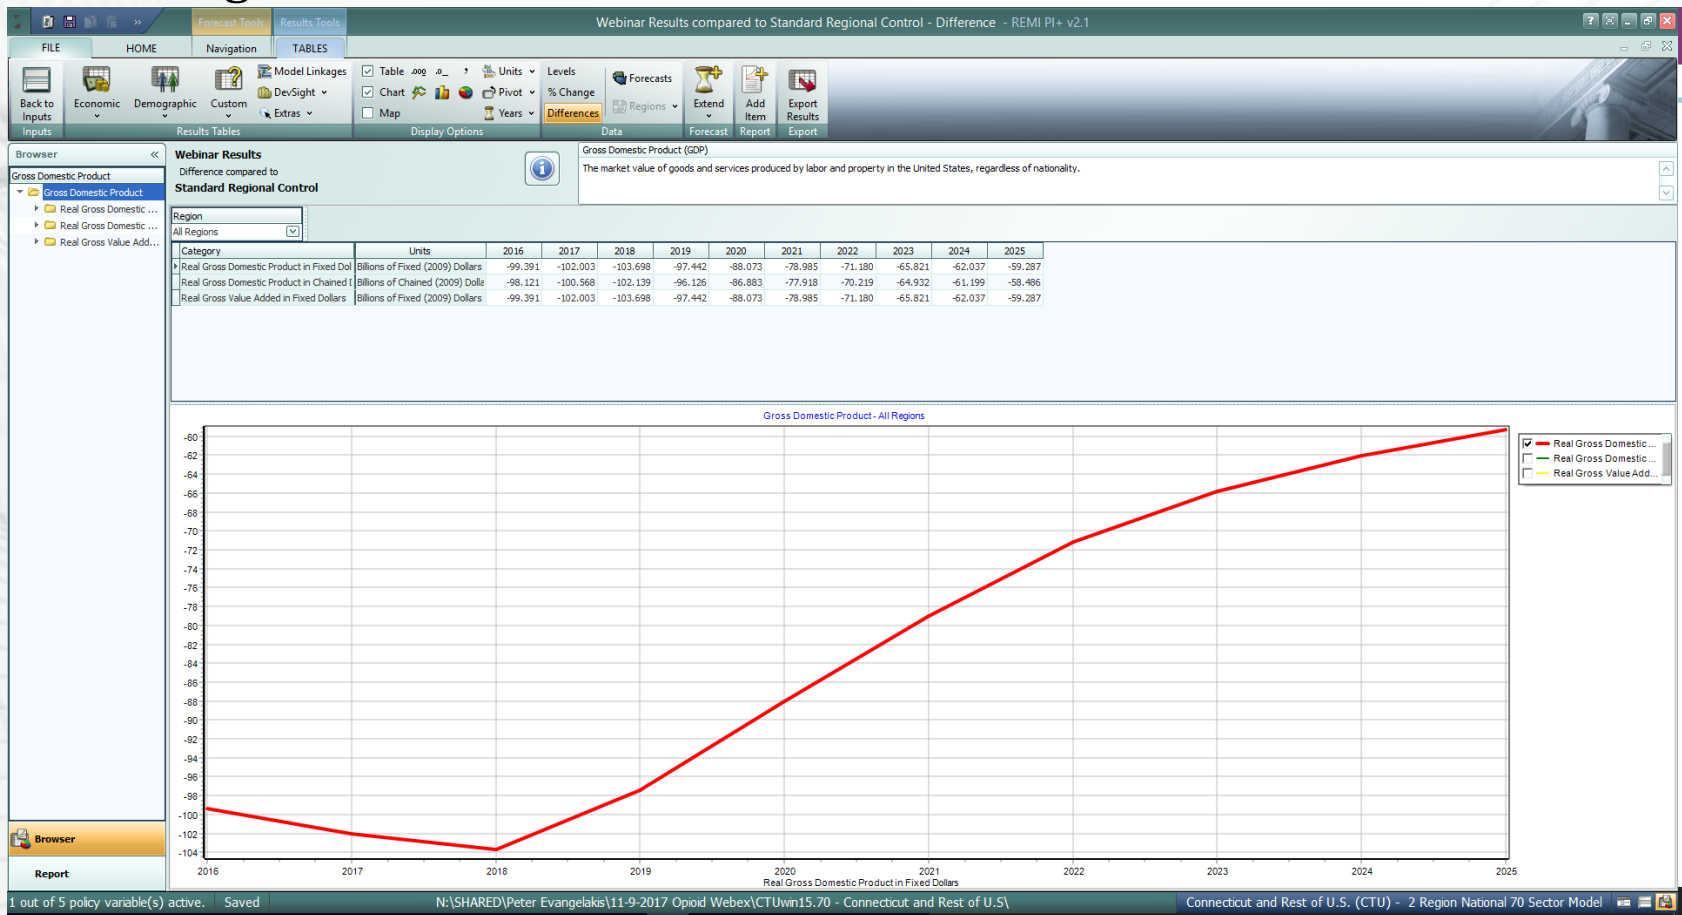 Forecast Tools Results Tools Webinar Results compared to Standard Regional Control - Difference - REMI PI+ v2.1
FILE HOME Navigation TABLES
Back to Inputs
Economic
Demographic
Custom
Model Linkages
DevSight
Extras
Table .000 .0_ , Units
Chart Pivot
Map Years
Levels
% Change
Differences
Forecasts
Regions
Extend
Add Item
Export Results
Inputs Results Tables Display Options Data Forecast Report Export
Browser «
Gross Domestic Product
Gross Domestic Product
Real Gross Domestic ...
Real Gross Domestic ...
Real Gross Value Add...
Webinar Results
Difference compared to
Standard Regional Control
Gross Domestic Product (GDP)
The market value of goods and services produced by labor and property in the United States, regardless of nationality.
Region
All Regions
Category Units 2016 2017 2018 2019 2020 2021 2022 2023 2024 2025
Real Gross Domestic Product in Fixed Dol Billions of Fixed (2009) Dollars -99.391 -102.003 -103.698 -97.442 -88.073 -78.985 -71.180 -65.821 -62.037 -59.287
Real Gross Domestic Product in Chained [ Billions of Chained (2009) Dolla -98.121 -100.568 -102.139 -96.126 -86.883 -77.918 -70.219 -64.932 -61.199 -58.486
Real Gross Value Added in Fixed Dollars Billions of Fixed (2009) Dollars -99.391 -102.003 -103.698 -97.442 -88.073 -78.985 -71.180 -65.821 -62.037 -59.287
Gross Domestic Product - All Regions
-60
-62
-64
-66
-68
-70
-72
-74
-76
-78
-80
-82
-84
-86
-88
-90
-92
-94
-96
-98
-100
-102
-104
2016 2017 2018 2019 2020 2021 2022 2023 2024 2025
Real Gross Domestic Product in Fixed Dollars
Real Gross Domestic ...
Real Gross Domestic ...
Real Gross Value Add...
Browser
Report
1 out of 5 policy variable(s) active. Saved N:\SHARED\Peter Evangelakis\11-9-2017 Opioid Webex\CTUwin15.70 - Connecticut and Rest of U.S\ Connecticut and Rest of U.S. (CTU) - 2 Region National 70 Sector Model